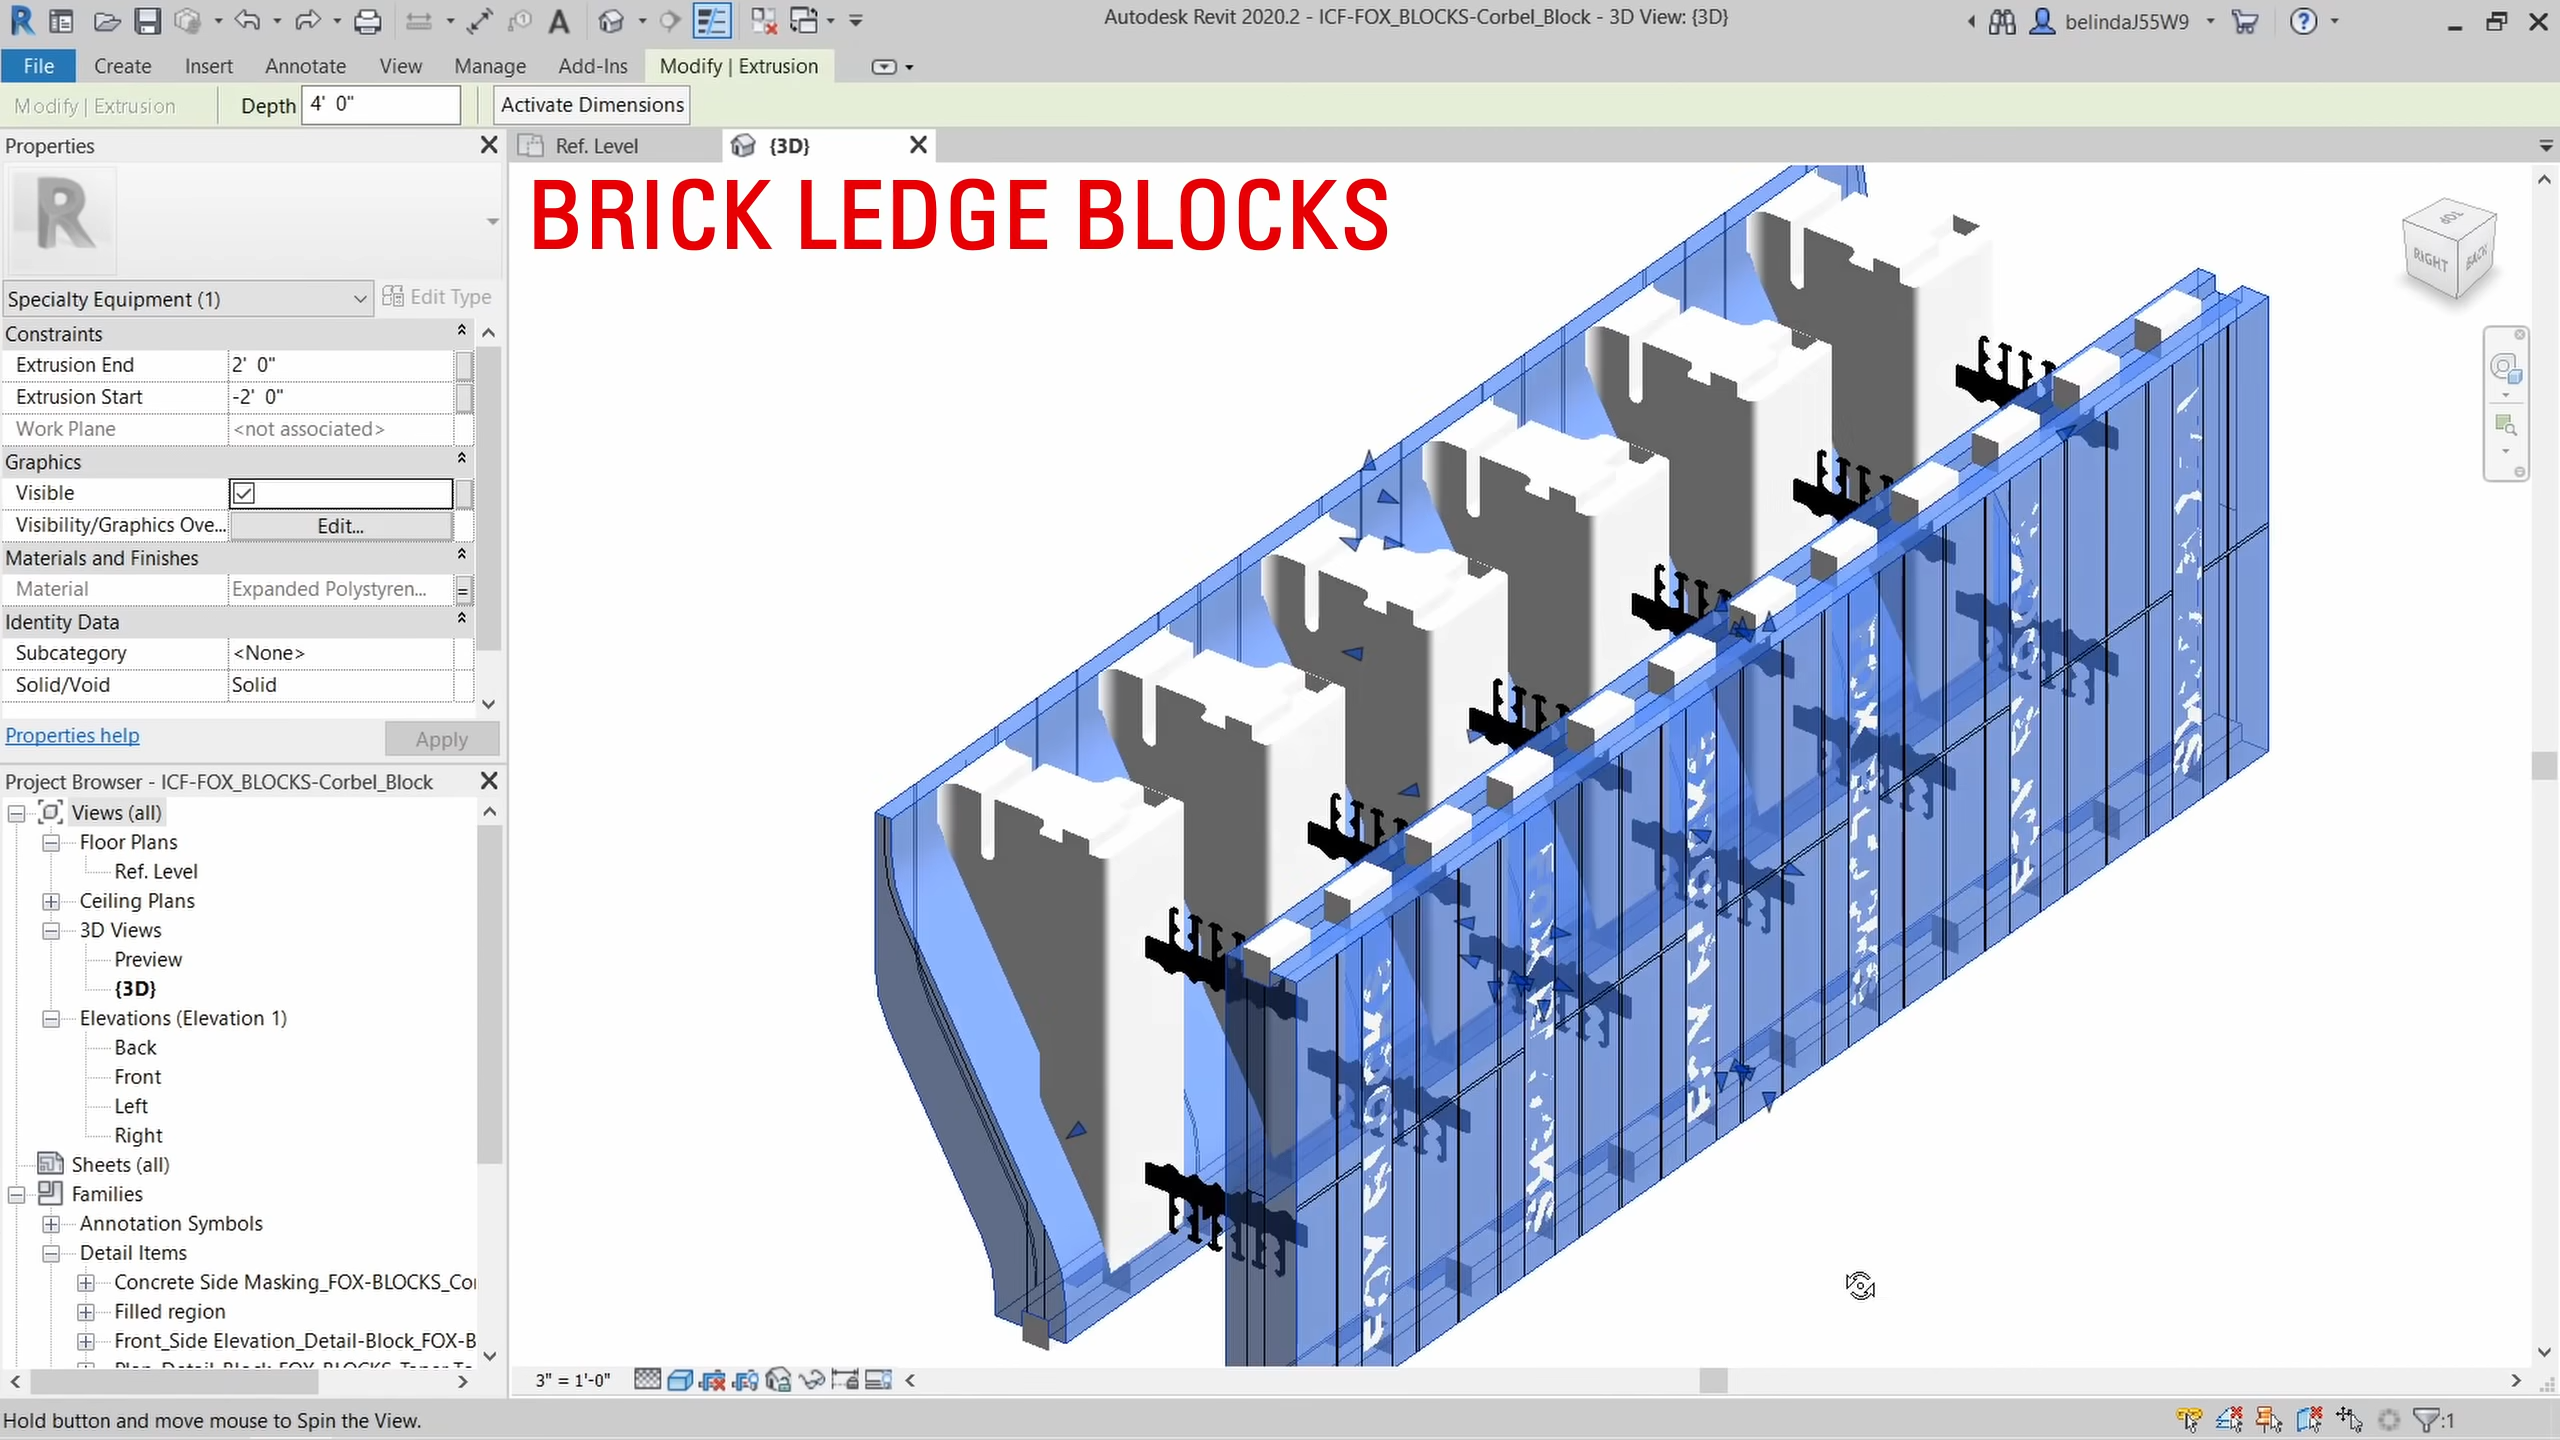 Autodesk Revit 2020.2 - ICF-FOX_BLOCKS-Corbel_Block - 3D View: {3D}
belindaJ55W9
File Create Insert Annotate View Manage Add-Ins Modify | Extrusion
Modify | Extrusion Depth 4' 0" Activate Dimensions
Properties
Ref. Level
{3D}
BRICK LEDGE BLOCKS
TOP
RIGHT
BACK
Specialty Equipment (1)
Edit Type
Constraints
Extrusion End 2' 0"
Extrusion Start -2' 0"
Work Plane <not associated>
Graphics
Visible
Visibility/Graphics Ove... Edit...
Materials and Finishes
Material Expanded Polystyren...
Identity Data
Subcategory <None>
Solid/Void Solid
Properties help
Apply
Project Browser - ICF-FOX_BLOCKS-Corbel_Block
Views (all)
Floor Plans
Ref. Level
Ceiling Plans
3D Views
Preview
{3D}
Elevations (Elevation 1)
Back
Front
Left
Right
Sheets (all)
Families
Annotation Symbols
Detail Items
Concrete Side Masking_FOX-BLOCKS_Co
Filled region
Front_Side Elevation_Detail-Block_FOX-B
3" = 1'-0"
Hold button and move mouse to Spin the View.
:1